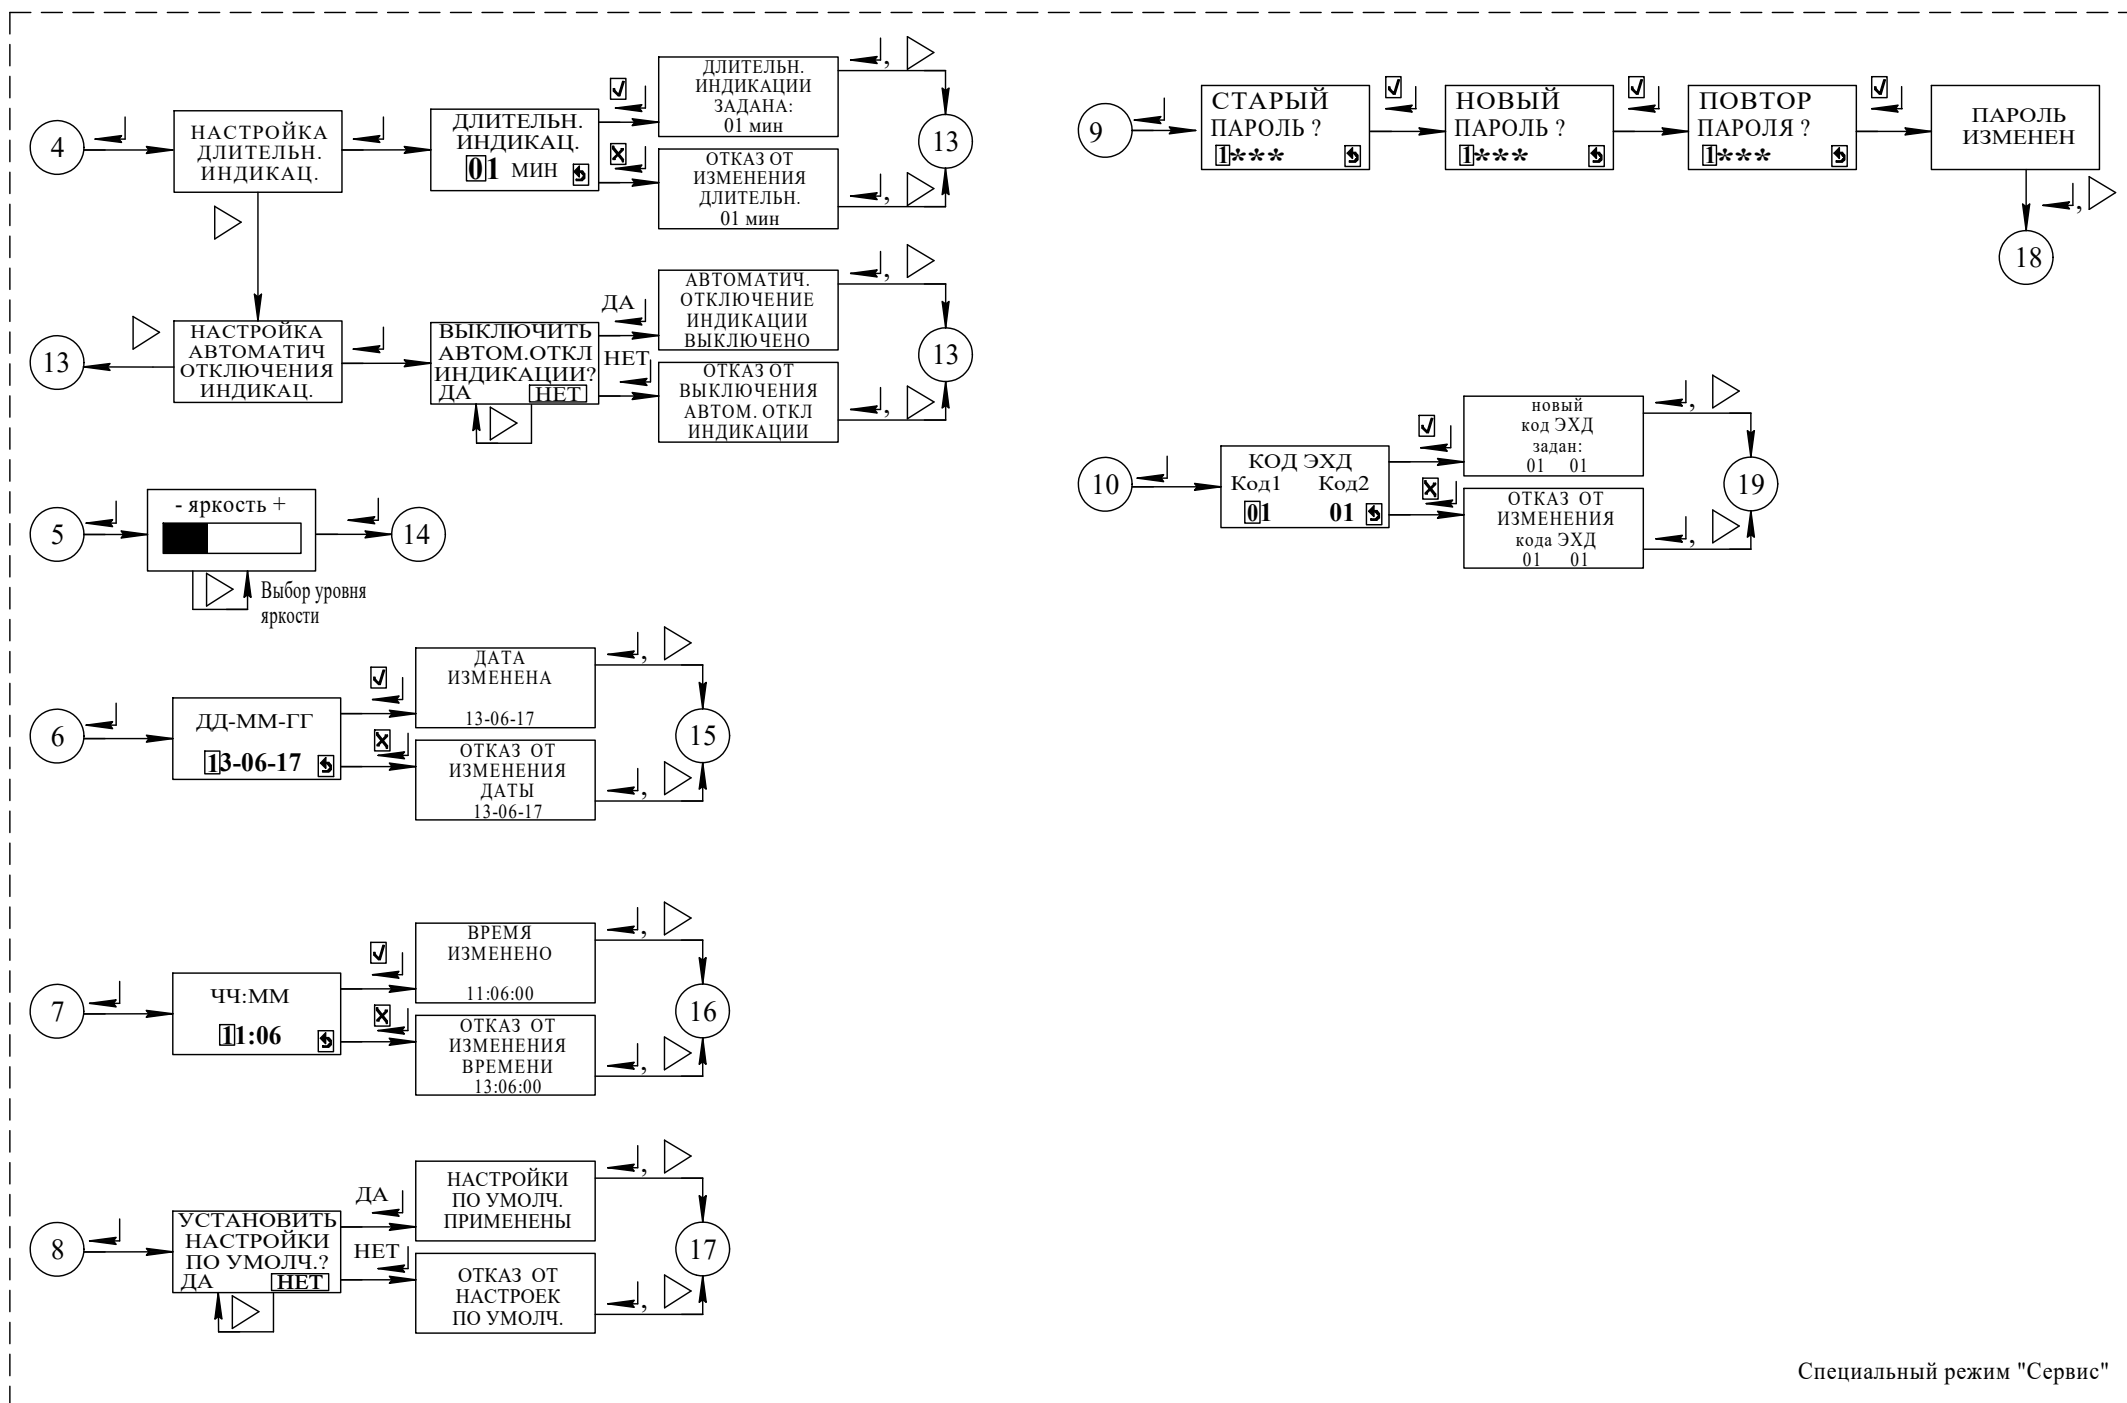 4
НАСТРОЙКА
ДЛИТЕЛЬН.
ИНДИКАЦ.
ДЛИТЕЛЬН.
ИНДИКАЦ.
01 МИН
ДЛИТЕЛЬН.
ИНДИКАЦИИ
ЗАДАНА:
01 мин
ОТКАЗ ОТ
ИЗМЕНЕНИЯ
ДЛИТЕЛЬН.
01 мин
,
,
13
13
НАСТРОЙКА
АВТОМАТИЧ
ОТКЛЮЧЕНИЯ
ИНДИКАЦ.
ВЫКЛЮЧИТЬ
АВТОМ.ОТКЛ
ИНДИКАЦИИ?
ДА НЕТ
ДА
НЕТ
АВТОМАТИЧ.
ОТКЛЮЧЕНИЕ
ИНДИКАЦИИ
ВЫКЛЮЧЕНО
ОТКАЗ ОТ
ВЫКЛЮЧЕНИЯ
АВТОМ. ОТКЛ
ИНДИКАЦИИ
,
,
13
5
- яркость +
Выбор уровня
яркости
14
6
ДД-ММ-ГГ
13-06-17
ДАТА
ИЗМЕНЕНА
13-06-17
ОТКАЗ ОТ
ИЗМЕНЕНИЯ
ДАТЫ
13-06-17
,
,
15
7
ЧЧ:ММ
11:06
ВРЕМЯ
ИЗМЕНЕНО
11:06:00
ОТКАЗ ОТ
ИЗМЕНЕНИЯ
ВРЕМЕНИ
13:06:00
,
,
16
8
УСТАНОВИТЬ
НАСТРОЙКИ
ПО УМОЛЧ.?
ДА НЕТ
ДА
НЕТ
НАСТРОЙКИ
ПО УМОЛЧ.
ПРИМЕНЕНЫ
ОТКАЗ ОТ
НАСТРОЕК
ПО УМОЛЧ.
,
,
17
9
СТАРЫЙ
ПАРОЛЬ ?
1***
НОВЫЙ
ПАРОЛЬ ?
1***
ПОВТОР
ПАРОЛЯ ?
1***
ПАРОЛЬ
ИЗМЕНЕН
,
18
10
КОД ЭХД
Код1 Код2
01 01
новый
код ЭХД
задан:
01 01
ОТКАЗ ОТ
ИЗМЕНЕНИЯ
кода ЭХД
01 01
,
,
19
Специальный режим "Сервис"